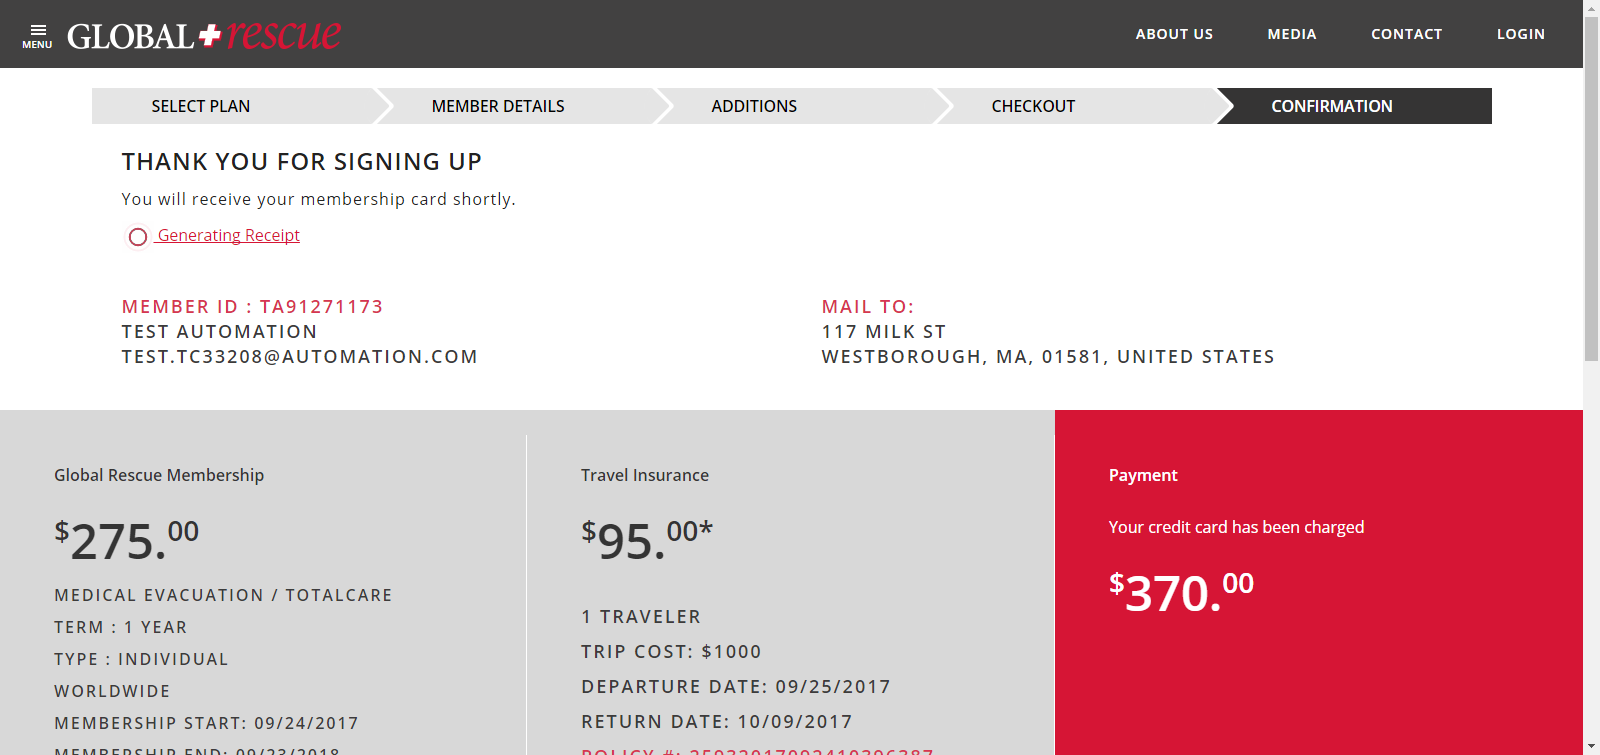 MENU
GLOBAL rescue
ABOUT US
MEDIA
CONTACT
LOGIN
SELECT PLAN
MEMBER DETAILS
ADDITIONS
CHECKOUT
CONFIRMATION
THANK YOU FOR SIGNING UP
You will receive your membership card shortly.
Generating Receipt
MEMBER ID : TA91271173
TEST AUTOMATION
TEST.TC33208@AUTOMATION.COM
MAIL TO:
117 MILK ST
WESTBOROUGH, MA, 01581, UNITED STATES
Global Rescue Membership
$275.00
MEDICAL EVACUATION / TOTALCARE
TERM : 1 YEAR
TYPE : INDIVIDUAL
WORLDWIDE
MEMBERSHIP START: 09/24/2017
MEMBERSHIP END: 09/23/2018
Travel Insurance
$95.00*
1 TRAVELER
TRIP COST: $1000
DEPARTURE DATE: 09/25/2017
RETURN DATE: 10/09/2017
POLICY #:
Payment
Your credit card has been charged
$370.00